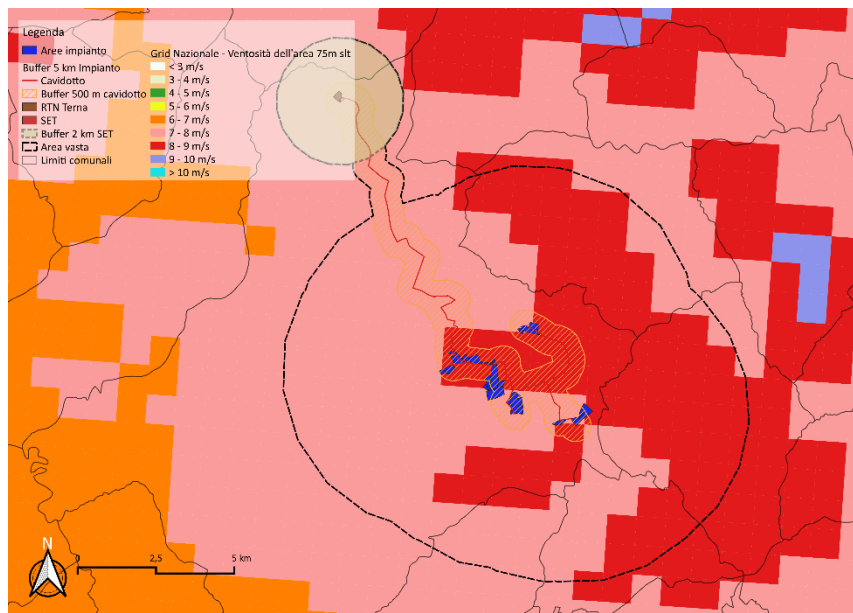 Legenda
Aree impianto
Buffer 5 km Impianto
Cavidotto
Buffer 500 m cavidotto
RTN Terna
SET
Buffer 2 km SET
Area vasta
Limiti comunali
Grid Nazionale - Ventosità dell'area 75m slt
< 3 m/s
3 - 4 m/s
4 - 5 m/s
5 - 6 m/s
6 - 7 m/s
7 - 8 m/s
8 - 9 m/s
9 - 10 m/s
> 10 m/s
N
0 2,5 5 km